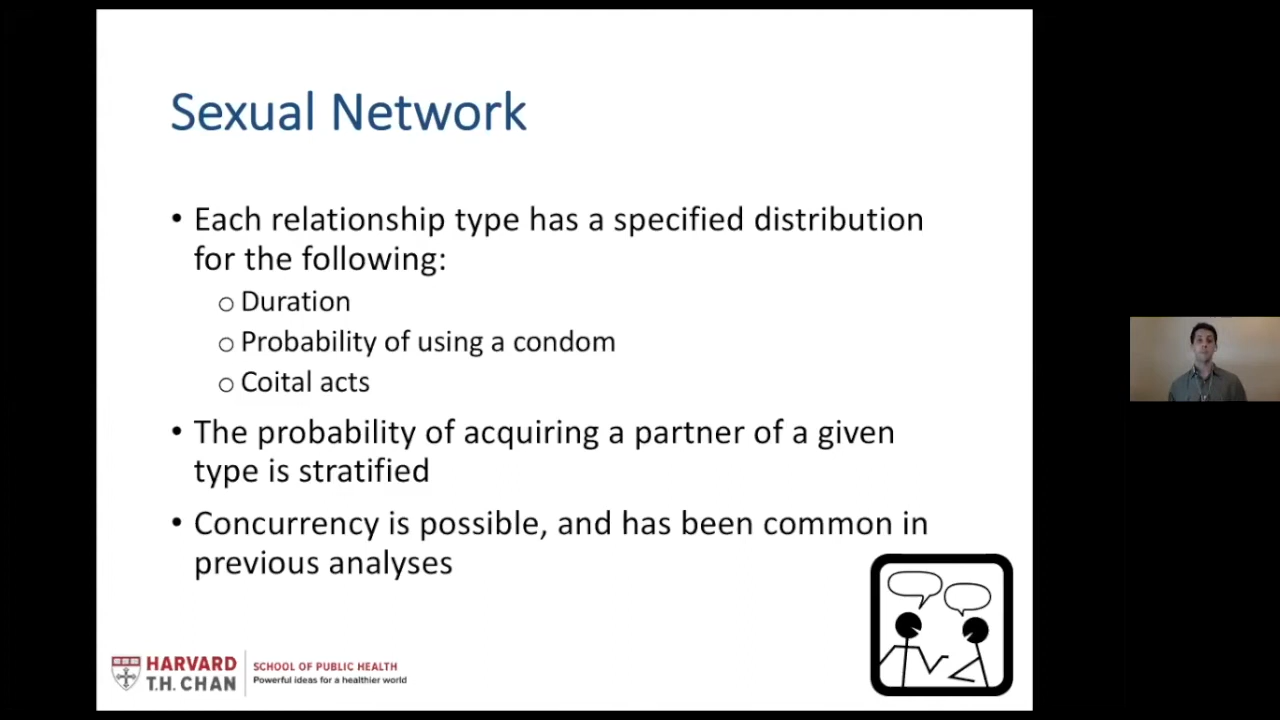 Sexual Network
• Each relationship type has a specified distribution
for the following:
o Duration
o Probability of using a condom
o Coital acts
• The probability of acquiring a partner of a given
type is stratified
• Concurrency is possible, and has been common in
previous analyses
HARVARD
T.H. CHAN
SCHOOL OF PUBLIC HEALTH
Powerful ideas for a healthier world